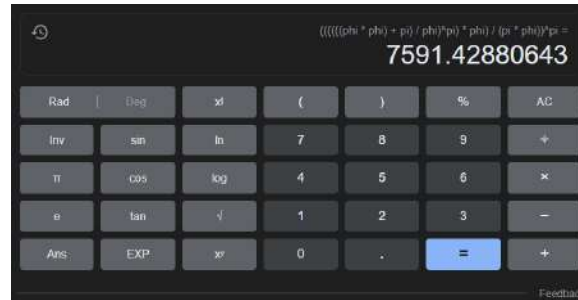 ((((((phi * phi) + pi) / phi)^pi) * phi) / (pi * phi))^pi =
7591.42880643
Rad | Deg x! ( ) % AC
Inv sin ln 7 8 9 ÷
π cos log 4 5 6 ×
e tan √ 1 2 3 −
Ans EXP xʸ 0 . = +
Feedbac